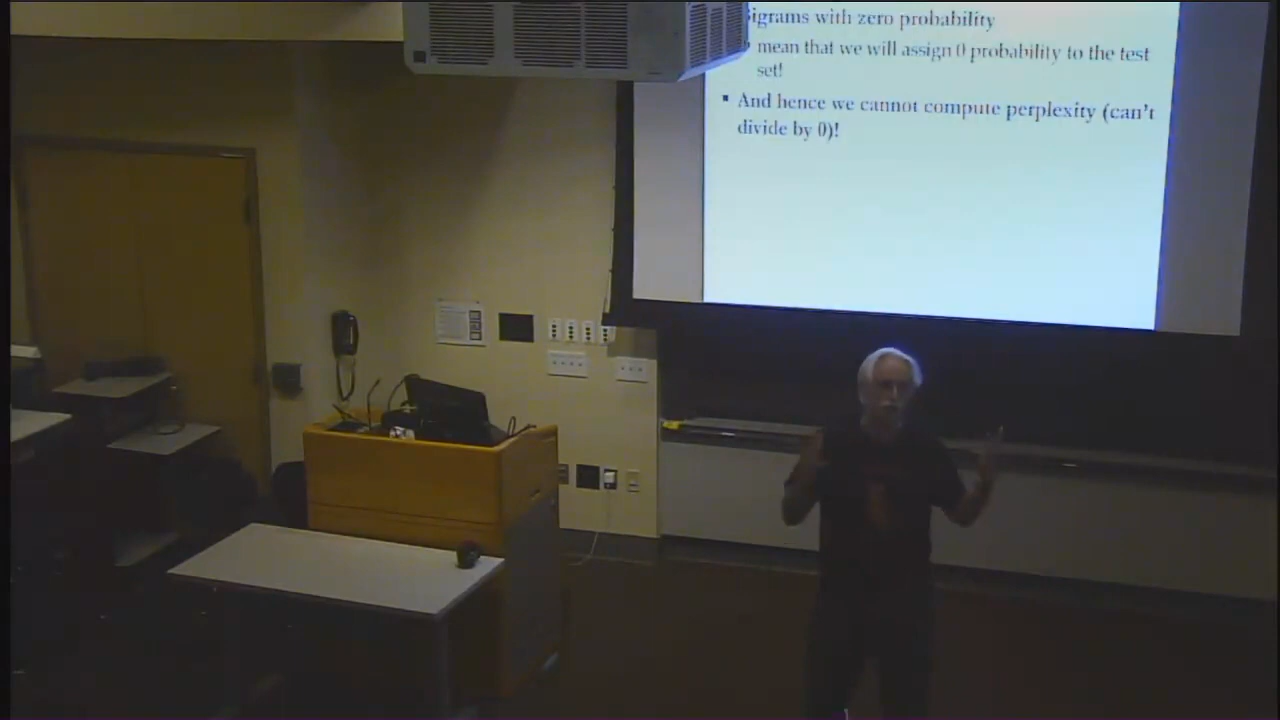 Bigrams with zero probability
mean that we will assign 0 probability to the test
set!
And hence we cannot compute perplexity (can't
divide by 0)!